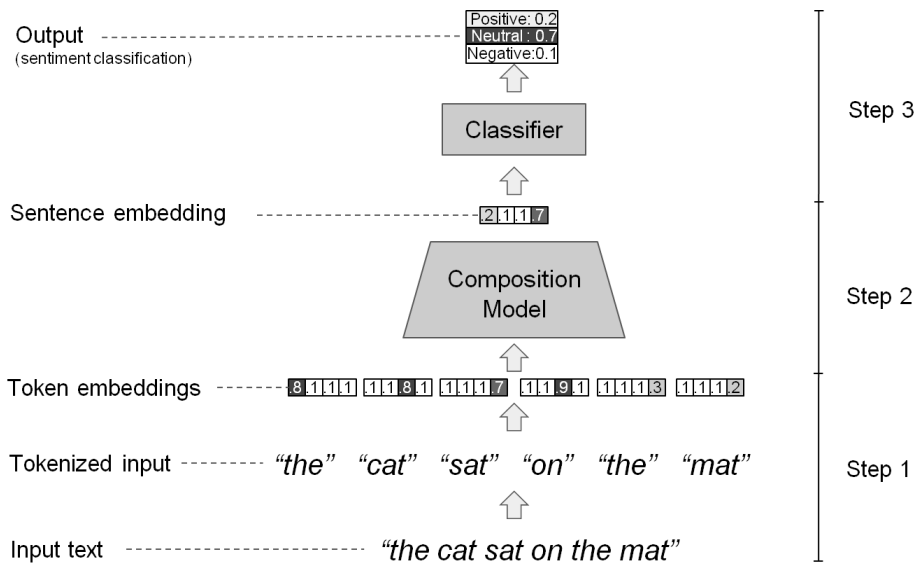 Output
(sentiment classification)
Positive: 0.2
Neutral : 0.7
Negative:0.1
Classifier
Step 3
Sentence embedding
.2 .1 .1 .7
Composition
Model
Step 2
Token embeddings
.8 .1 .1 .1 .1 .1 .8 .1 .1 .1 .1 .7 .1 .1 .9 .1 .1 .1 .1 .3 .1 .1 .1 .2
Tokenized input
“the” “cat” “sat” “on” “the” “mat”
Step 1
Input text
“the cat sat on the mat”